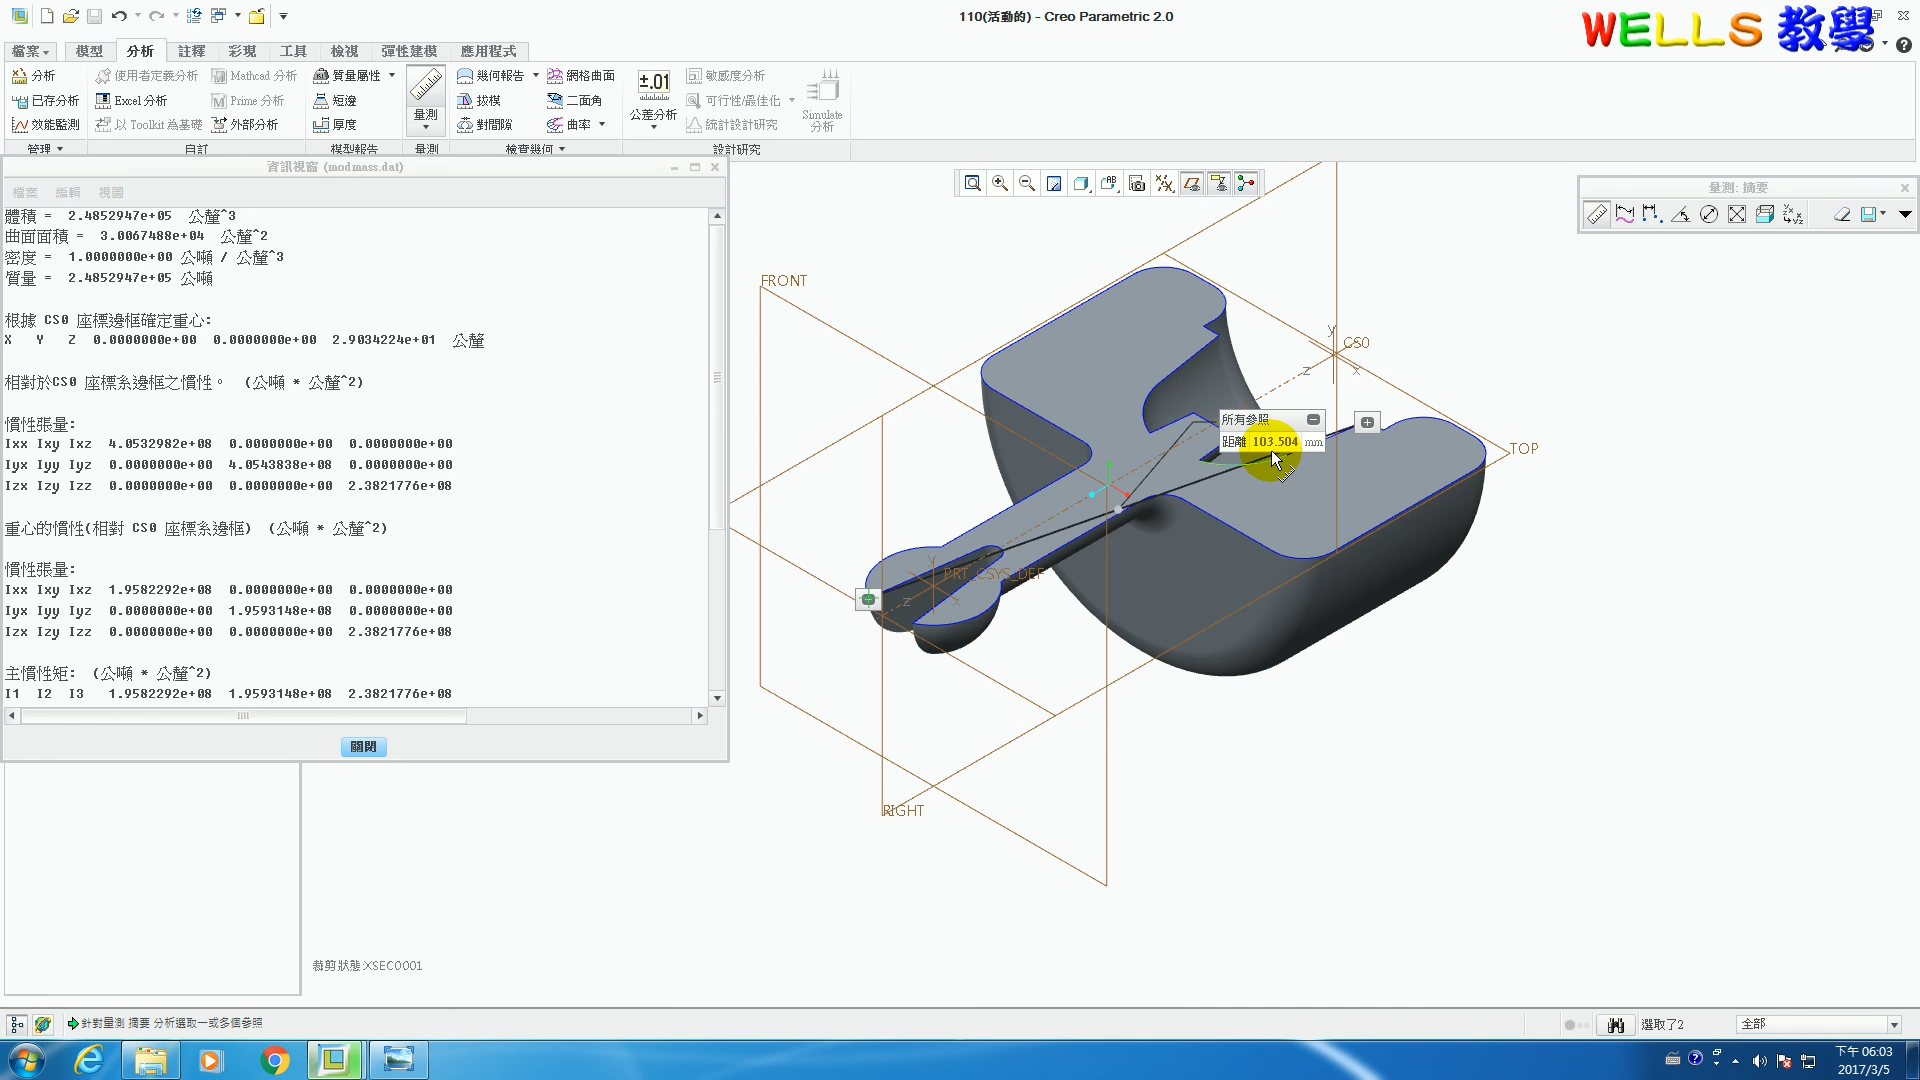 110(活動的) - Creo Parametric 2.0
WELLS 教學
檔案 模型 分析 註釋 彩現 工具 檢視 彈性建模 應用程式
分析 使用者定義分析 Mathcad 分析 質量屬性 幾何報告 網格曲面 敏感度分析
已存分析 Excel 分析 Prime 分析 短邊 拔模 二面角 可行性/最佳化
效能監測 以 Toolkit 為基礎 外部分析 厚度 量測 對間隙 曲率 ±.01 公差分析 統計設計研究 Simulate 分析
管理 自訂 模型報告 量測 檢查幾何 設計研究
資訊視窗 (modmass.dat)
檔案 編輯 視圖
體積 = 2.4852947e+05 公釐^3
曲面面積 = 3.0067488e+04 公釐^2
密度 = 1.0000000e+00 公噸 / 公釐^3
質量 = 2.4852947e+05 公噸
根據 CS0 座標邊框確定重心:
X Y Z 0.0000000e+00 0.0000000e+00 2.9034224e+01 公釐
相對於CS0 座標系邊框之慣性。 (公噸 * 公釐^2)
慣性張量:
Ixx Ixy Ixz 4.0532982e+08 0.0000000e+00 0.0000000e+00
Iyx Iyy Iyz 0.0000000e+00 4.0543838e+08 0.0000000e+00
Izx Izy Izz 0.0000000e+00 0.0000000e+00 2.3821776e+08
重心的慣性(相對 CS0 座標系邊框) (公噸 * 公釐^2)
慣性張量:
Ixx Ixy Ixz 1.9582292e+08 0.0000000e+00 0.0000000e+00
Iyx Iyy Iyz 0.0000000e+00 1.9593148e+08 0.0000000e+00
Izx Izy Izz 0.0000000e+00 0.0000000e+00 2.3821776e+08
主慣性矩: (公噸 * 公釐^2)
I1 I2 I3 1.9582292e+08 1.9593148e+08 2.3821776e+08
關閉
量測: 摘要
FRONT
y
CS0
z x
所有參照
距離 103.504 mm
TOP
y
PRT_CSYS_DEF
z x
RIGHT
裁剪狀態:XSEC0001
針對量測 摘要 分析選取一或多個參照
選取了2
全部
下午 06:03
2017/3/5